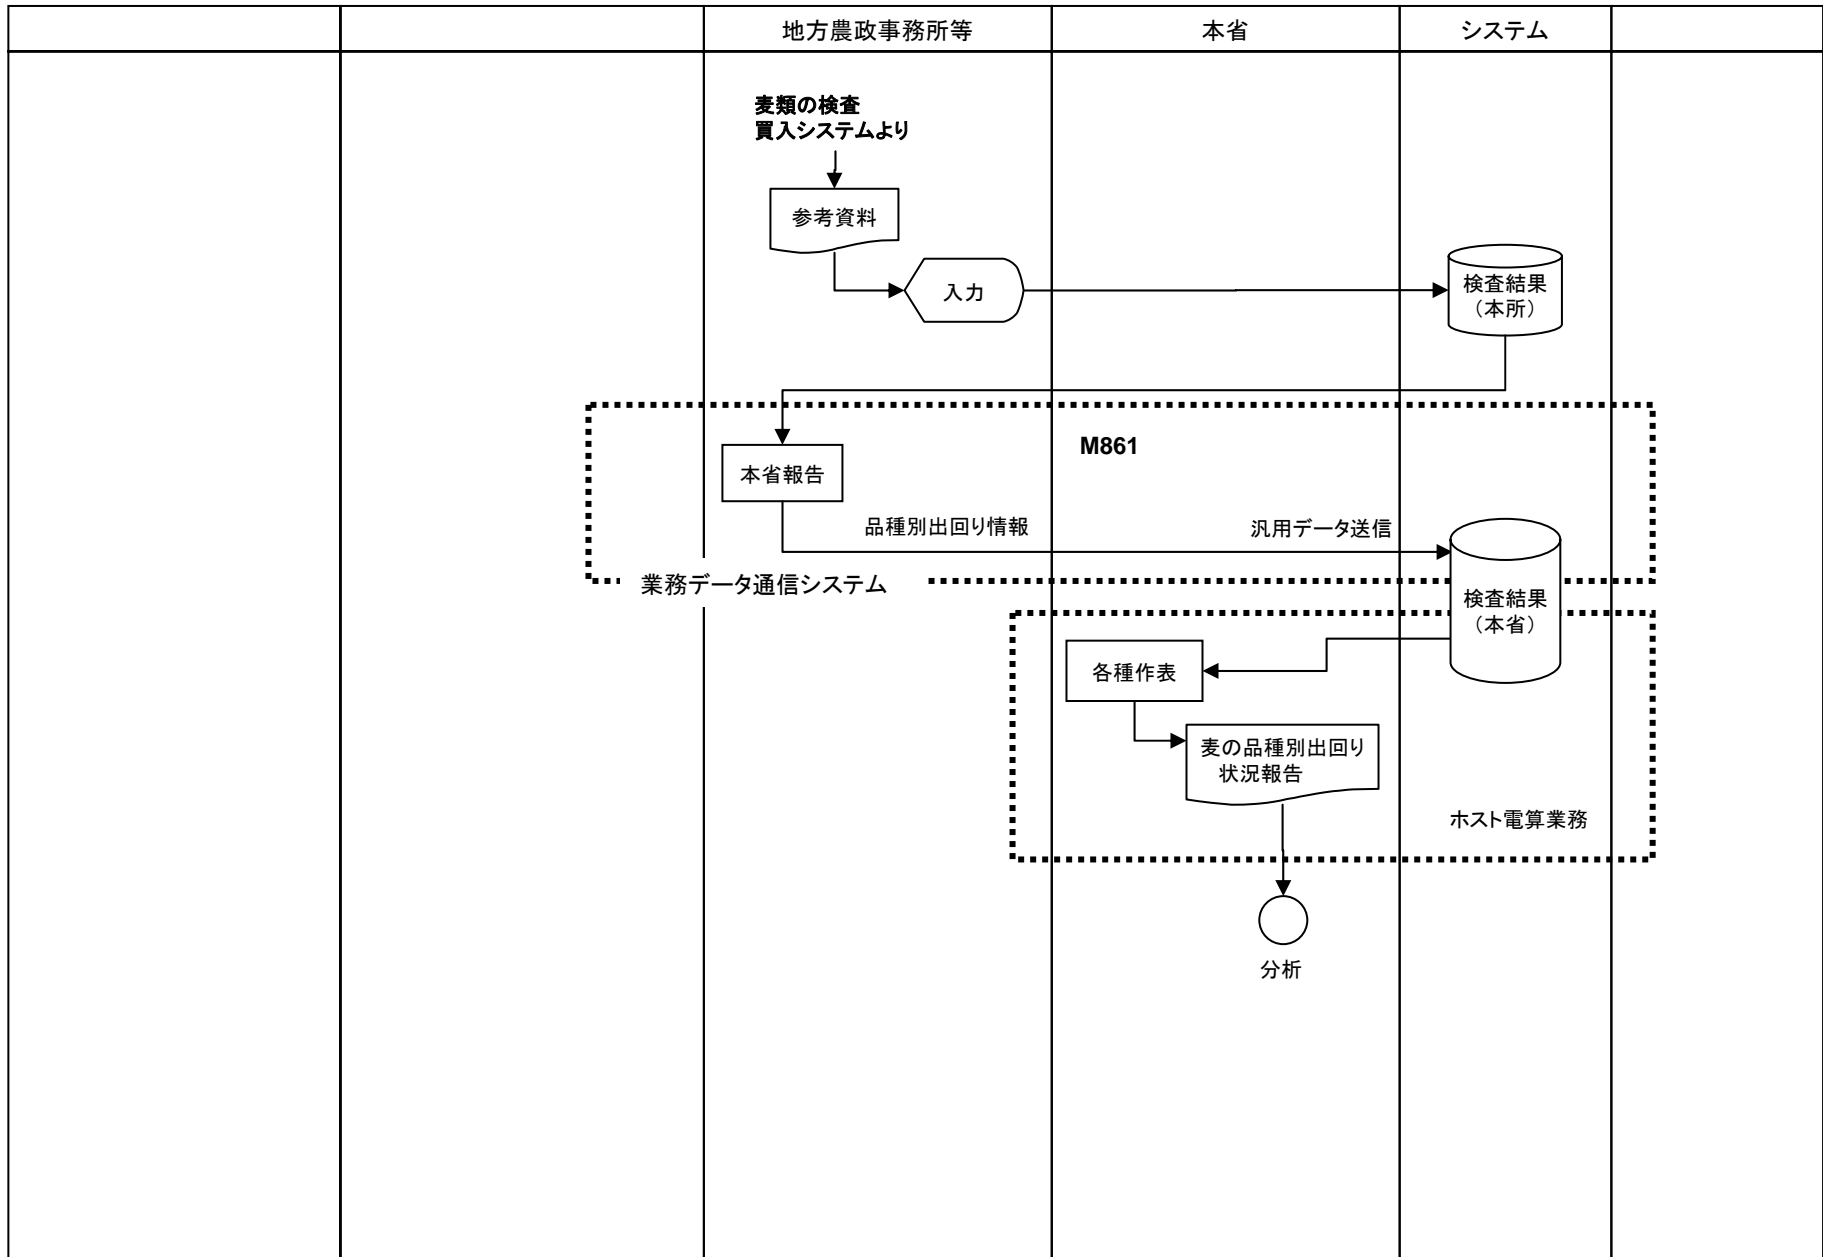 地方農政事務所等
本省
システム
麦類の検査
買入システムより
参考資料
入力
検査結果
（本所）
M861
本省報告
品種別出回り情報
汎用データ送信
業務データ通信システム
検査結果
（本省）
各種作表
麦の品種別出回り
状況報告
ホスト電算業務
分析